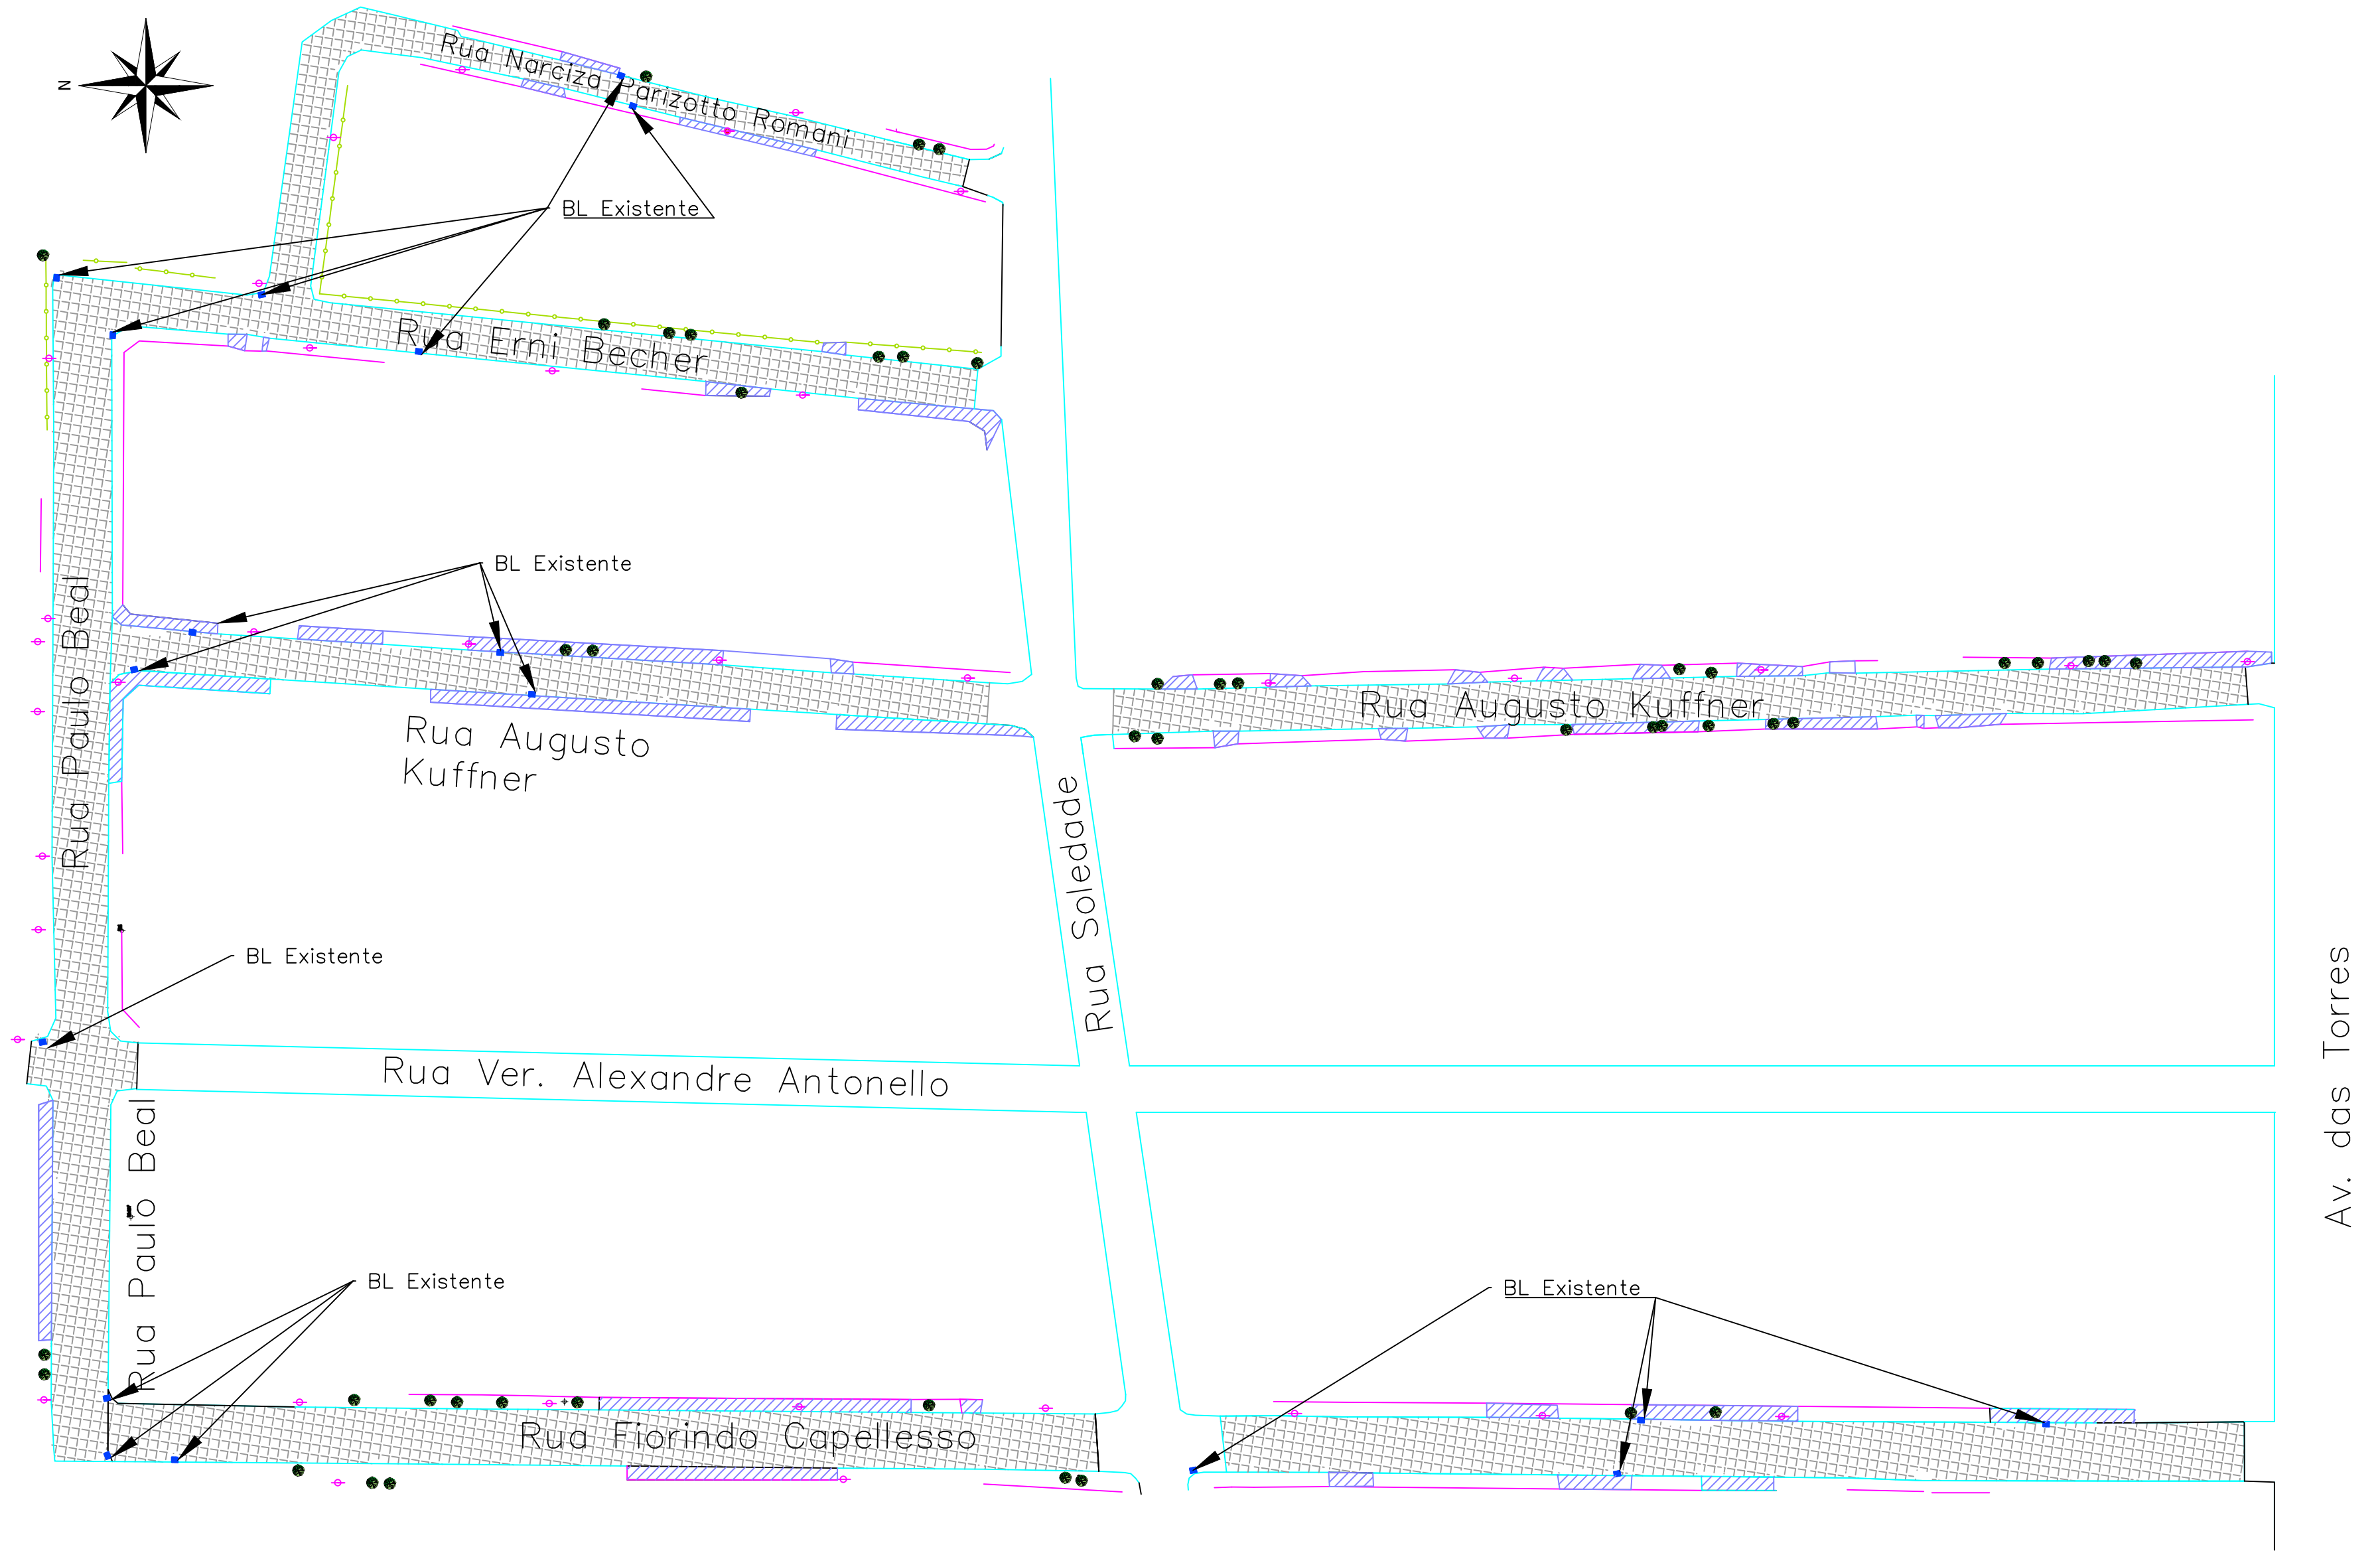 Rua Narciza Parizotto Romani
N
BL Existente
Rua Erni Becher
BL Existente
Rua Paulo Beal
Rua Augusto Kuffner
Rua Augusto
Kuffner
Rua Soledade
BL Existente
Av. das Torres
Rua Ver. Alexandre Antonello
Rua Paulo Beal
BL Existente
BL Existente
Rua Fiorindo Capellesso